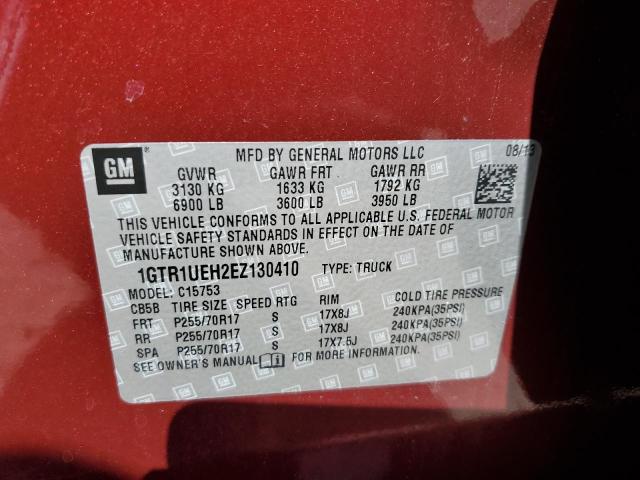 GM MFD BY GENERAL MOTORS LLC 08/13
GVWR GAWR FRT GAWR RR
3130 KG 1633 KG 1792 KG
6900 LB 3600 LB 3950 LB
THIS VEHICLE CONFORMS TO ALL APPLICABLE U.S. FEDERAL MOTOR
VEHICLE SAFETY STANDARDS IN EFFECT ON THE DATE OF
MANUFACTURE SHOWN ABOVE.
1GTR1UEH2EZ130410 TYPE: TRUCK
MODEL: C15753
CB5B TIRE SIZE SPEED RTG RIM COLD TIRE PRESSURE
FRT P255/70R17 S 17X8J 240KPA(35PSI)
RR P255/70R17 S 17X8J 240KPA(35PSI)
SPA P255/70R17 S 17X7.5J 240KPA(35PSI)
SEE OWNER'S MANUAL FOR MORE INFORMATION.